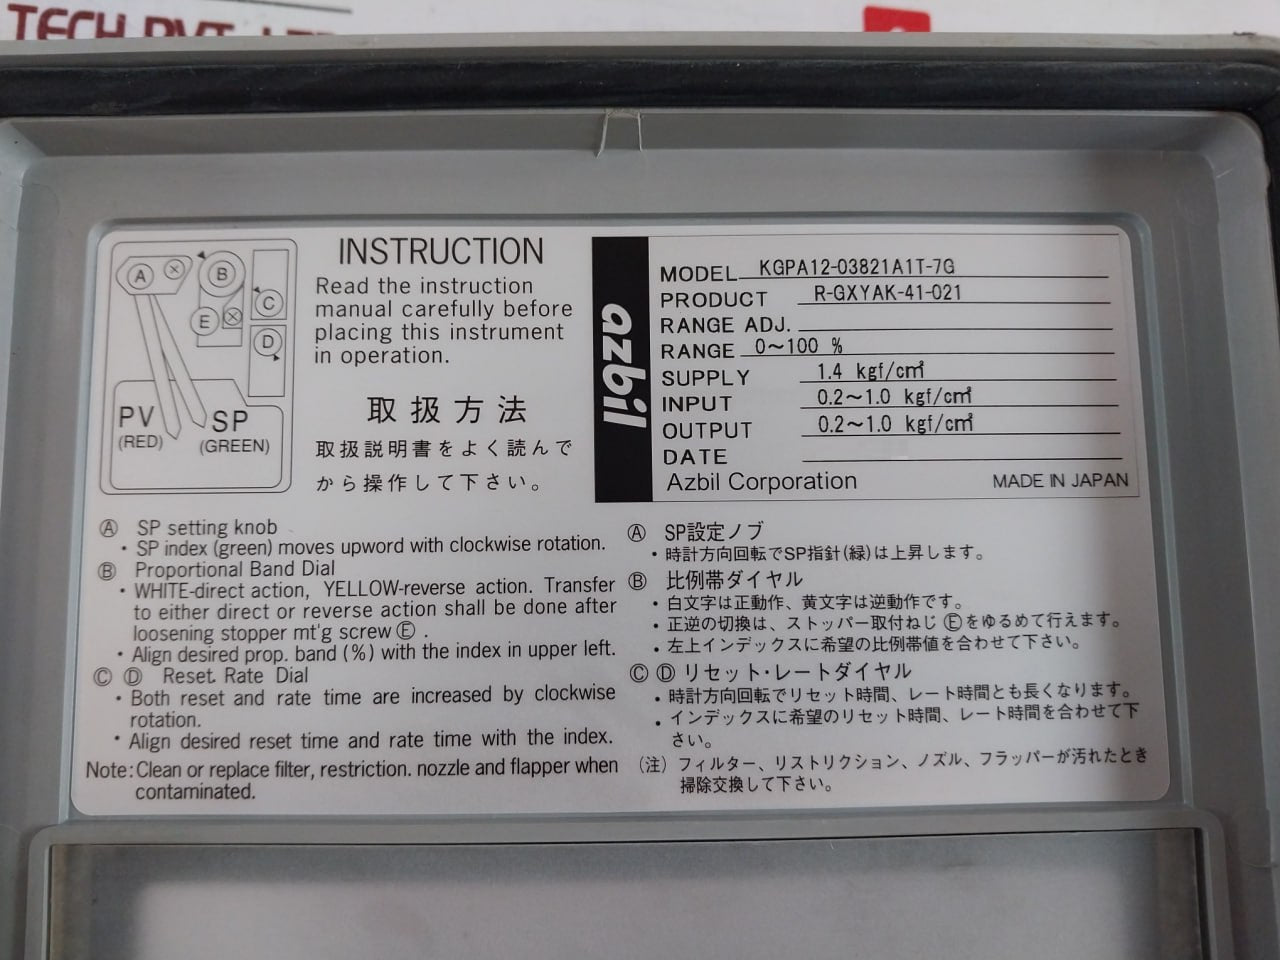 TECH PVT. LTD
A
B
C
E
D
PV
(RED)
SP
(GREEN)
INSTRUCTION
Read the instruction
manual carefully before
placing this instrument
in operation.
取扱方法
取扱説明書をよく読んで
から操作して下さい。
azbil
MODEL KGPA12-03821A1T-7G
PRODUCT R-GXYAK-41-021
RANGE ADJ.
RANGE 0～100 %
SUPPLY 1.4 kgf/c㎡
INPUT 0.2～1.0 kgf/c㎡
OUTPUT 0.2～1.0 kgf/c㎡
DATE
Azbil Corporation MADE IN JAPAN
Ⓐ SP setting knob
・SP index (green) moves upword with clockwise rotation.
Ⓑ Proportional Band Dial
・WHITE-direct action, YELLOW-reverse action. Transfer
to either direct or reverse action shall be done after
loosening stopper mt'g screw Ⓔ.
・Align desired prop. band (%) with the index in upper left.
Ⓒ Ⓓ Reset. Rate Dial
・Both reset and rate time are increased by clockwise
rotation.
・Align desired reset time and rate time with the index.
Note: Clean or replace filter, restriction. nozzle and flapper when
contaminated.
Ⓐ SP設定ノブ
・時計方向回転でSP指針(緑)は上昇します。
Ⓑ 比例帯ダイヤル
・白文字は正動作、黄文字は逆動作です。
・正逆の切換は、ストッパー取付ねじ Ⓔをゆるめて行えます。
・左上インデックスに希望の比例帯値を合わせて下さい。
Ⓒ Ⓓ リセット・レートダイヤル
・時計方向回転でリセット時間、レート時間とも長くなります。
・インデックスに希望のリセット時間、レート時間を合わせて下
さい。
(注) フィルター、リストリクション、ノズル、フラッパーが汚れたとき
掃除交換して下さい。